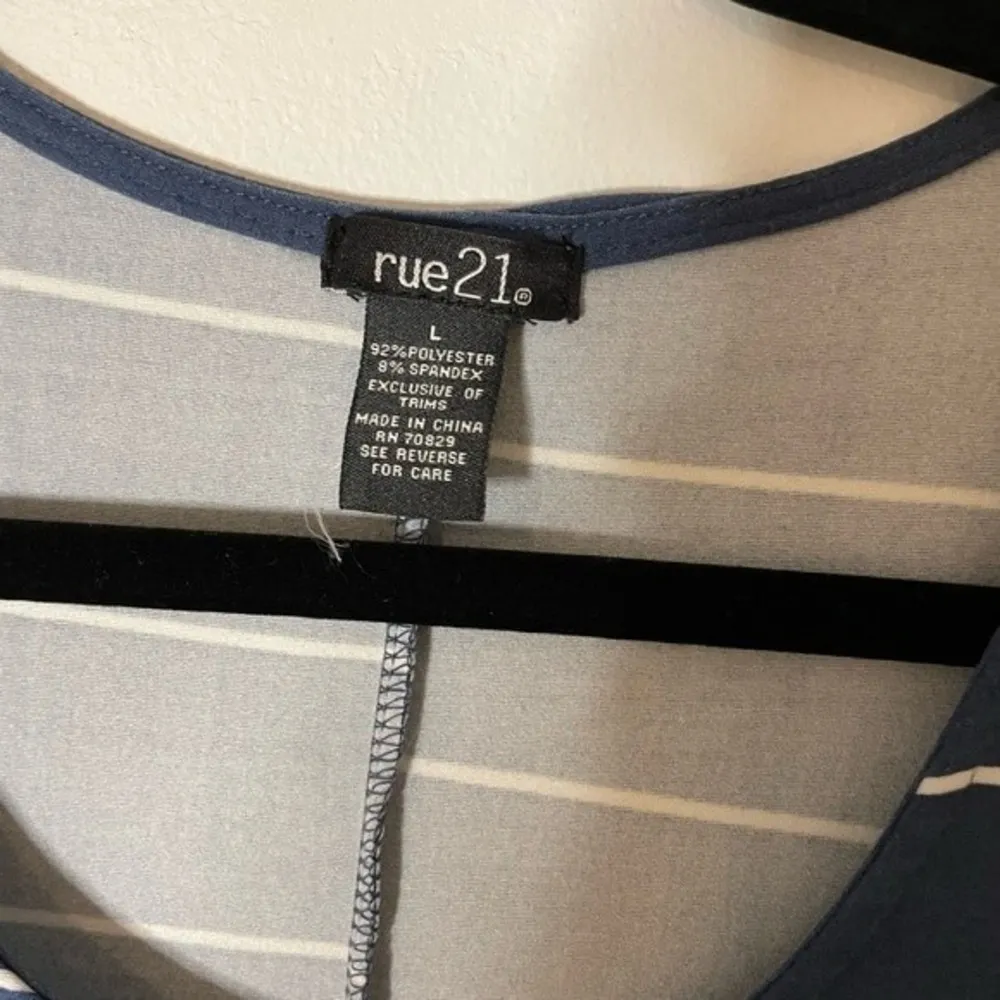 rue21®
L
92%POLYESTER
8% SPANDEX
EXCLUSIVE OF
TRIMS
MADE IN CHINA
RN 70829
SEE REVERSE
FOR CARE